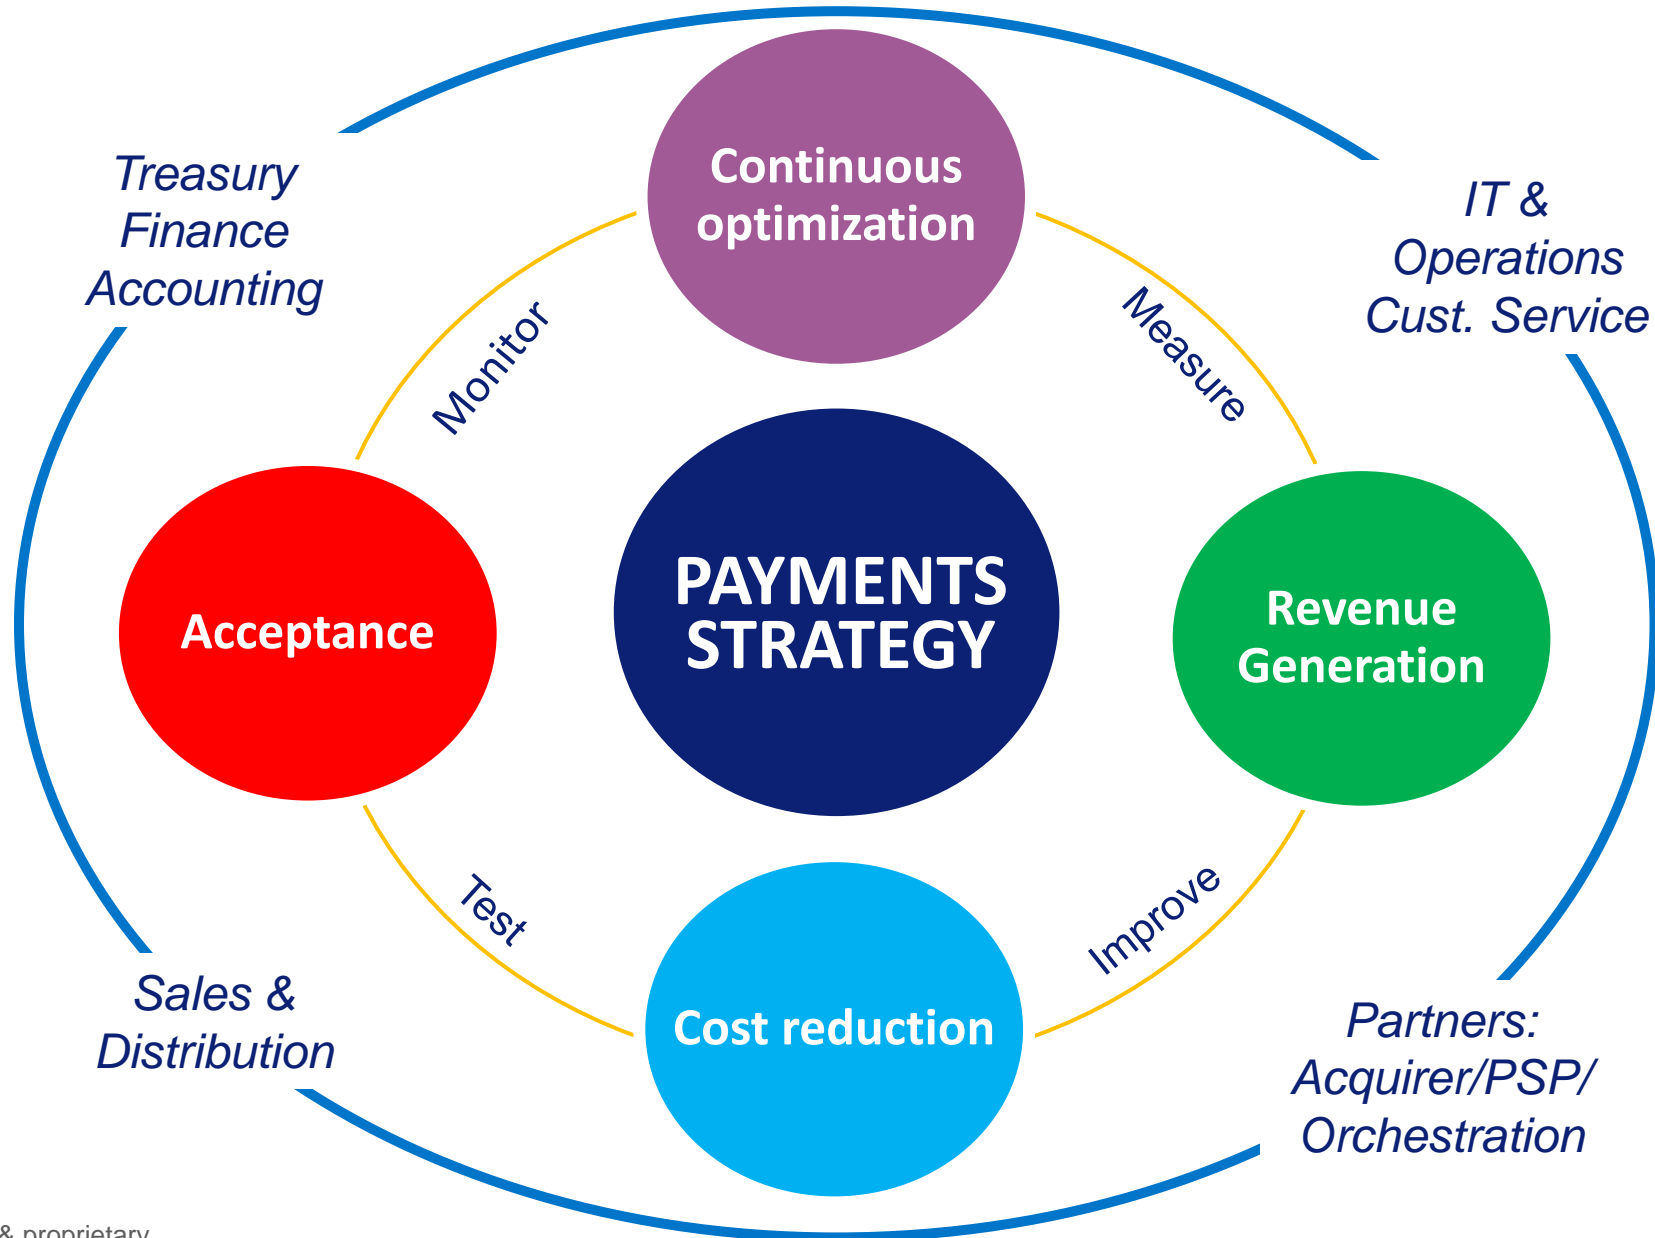 Continuous
optimization
Treasury
Finance
Accounting
IT &
Operations
Cust. Service
Monitor
Measure
PAYMENTS
STRATEGY
Acceptance
Revenue
Generation
Test
Improve
Cost reduction
Sales &
Distribution
Partners:
Acquirer/PSP/
Orchestration
& proprietary